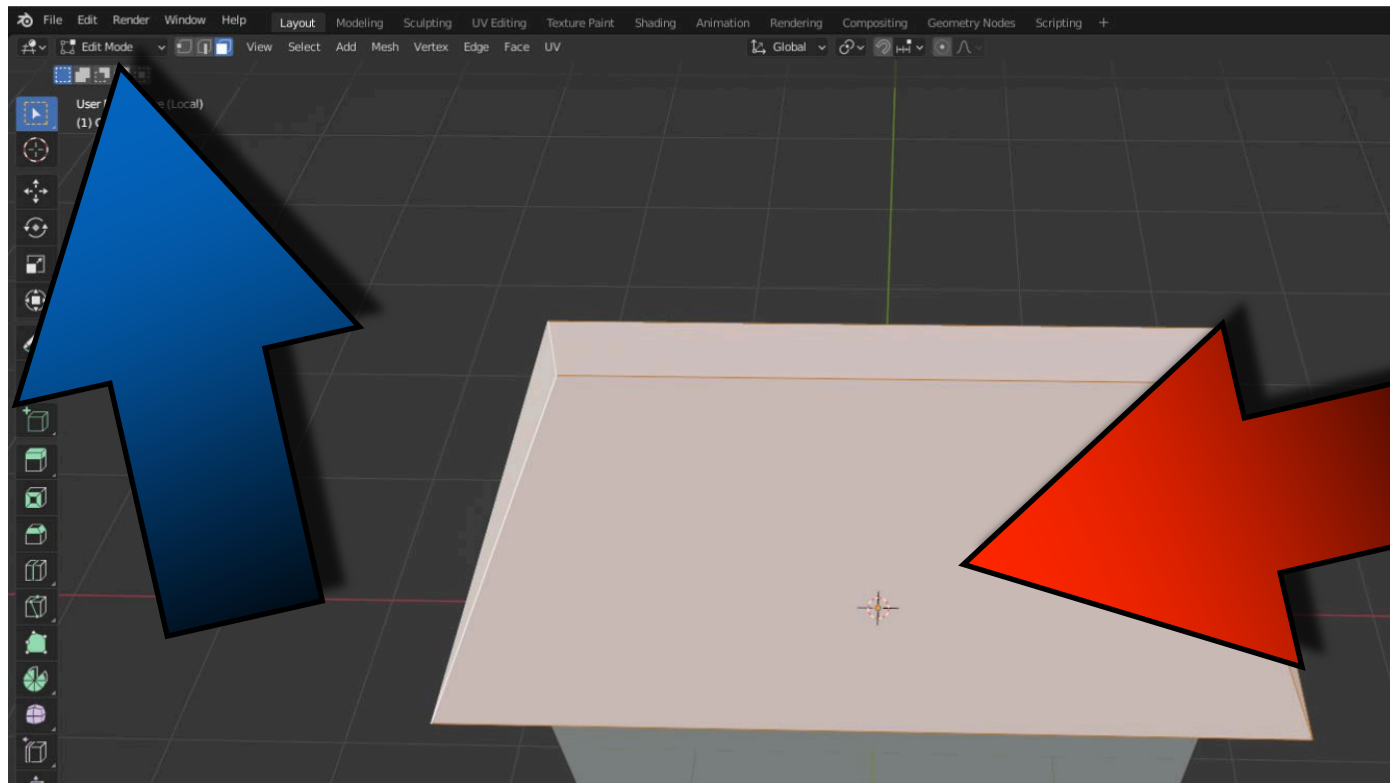 File Edit Render Window Help Layout Modeling Sculpting UV Editing Texture Paint Shading Animation Rendering Compositing Geometry Nodes Scripting +
Edit Mode View Select Add Mesh Vertex Edge Face UV Global
User (Local)
(1)